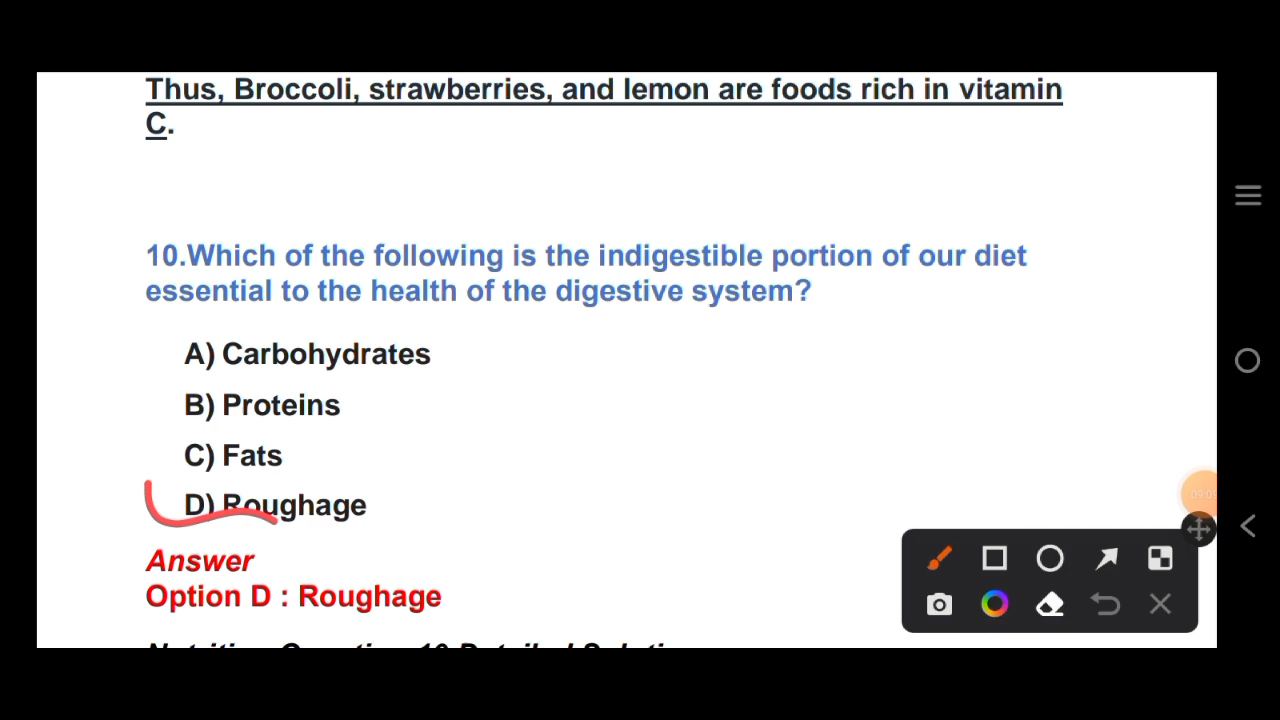 Thus, Broccoli, strawberries, and lemon are foods rich in vitamin
C.
10.Which of the following is the indigestible portion of our diet
essential to the health of the digestive system?
A) Carbohydrates
B) Proteins
C) Fats
D) Roughage
Answer
Option D : Roughage